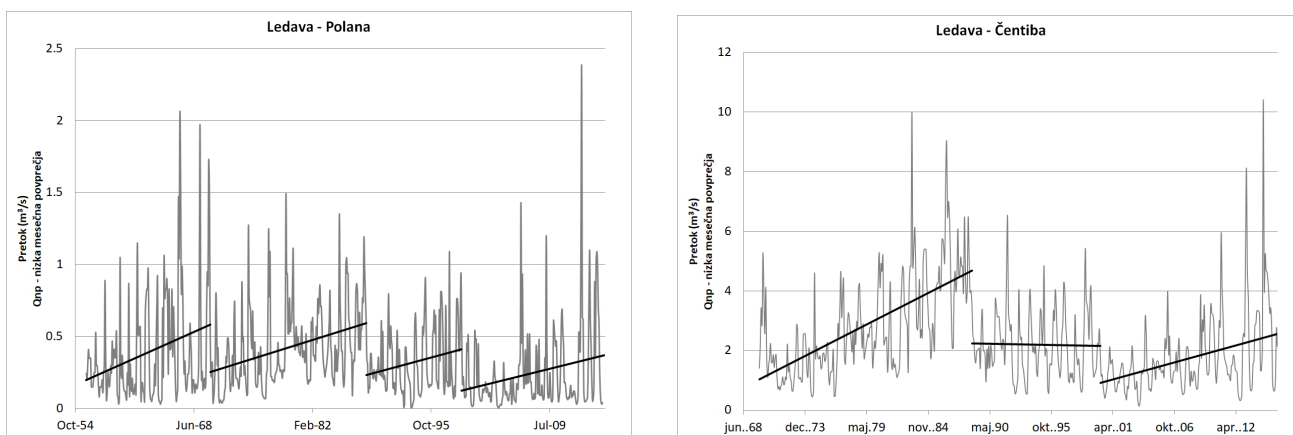 Ledava - Polana
Pretok (m³/s)
Qnp - nizka mesečna povprečja
2.5
2
1.5
1
0.5
0
Oct-54
Jun-68
Feb-82
Oct-95
Jul-09
Ledava - Čentiba
Pretok (m³/s)
Qnp - nizka mesečna povprečja
12
10
8
6
4
2
0
jun..68
dec..73
maj.79
nov..84
maj.90
okt..95
apr..01
okt..06
apr..12